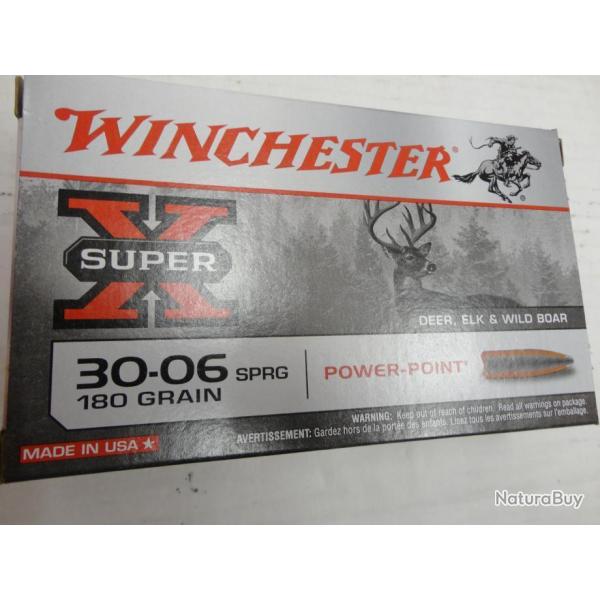 WINCHESTER®
SUPER X
DEER, ELK & WILD BOAR
30-06 SPRG
180 GRAIN
POWER-POINT®
WARNING: Keep out of reach of children. Read all warnings on package.
AVERTISSEMENT: Gardez hors de la portée des enfants. Lisez tous les avertissements sur l'emballage.
MADE IN USA★
NaturaBuy